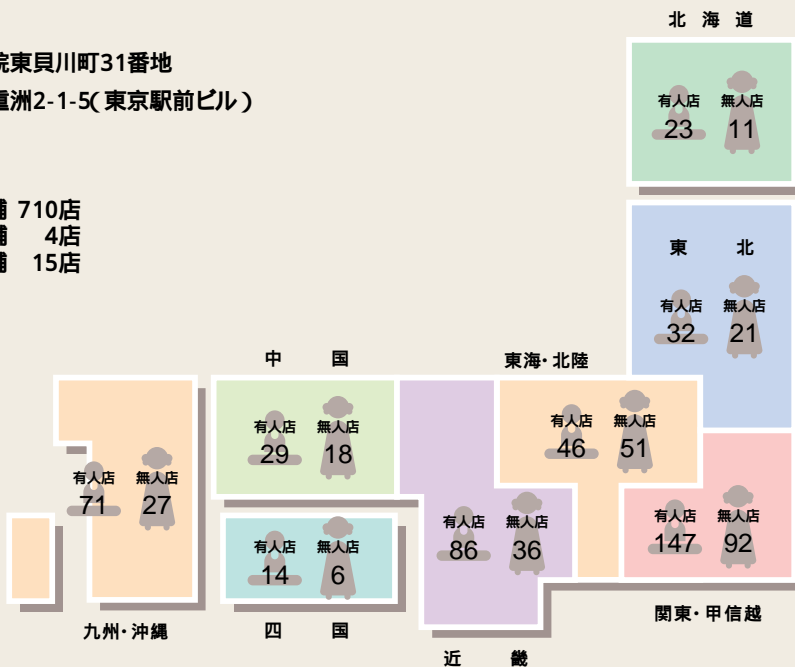 北海道
院東貝川町31番地
重洲2-1-5(東京駅前ビル)
有人店 無人店
23 11
舗 710店
舗 4店
舗 15店
東北
有人店 無人店
32 21
中国
東海・北陸
有人店 無人店
29 18
有人店 無人店
46 51
有人店 無人店
71 27
有人店 無人店
86 36
有人店 無人店
147 92
有人店 無人店
14 6
九州・沖縄
四国
関東・甲信越
近畿